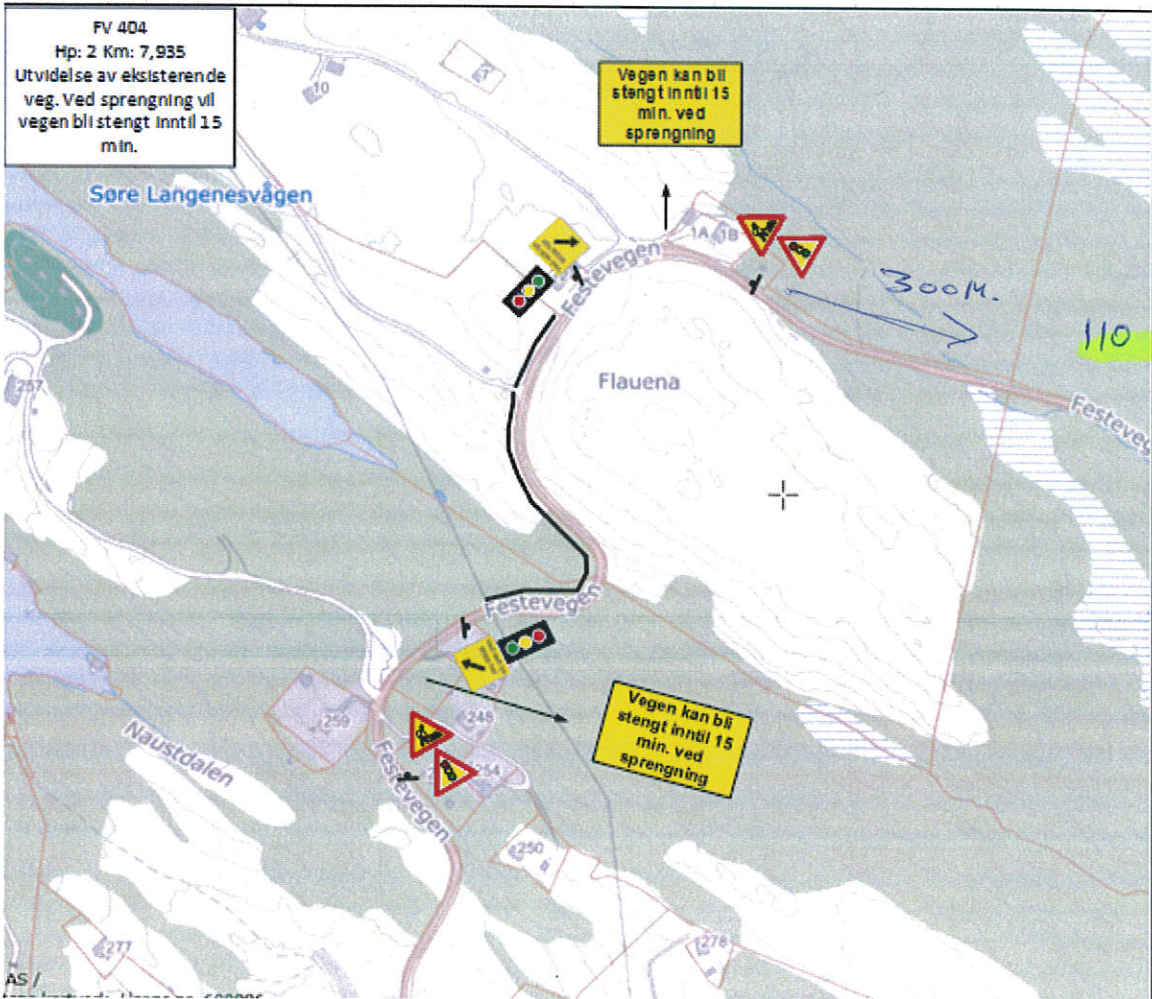 FV 404
Hp: 2 Km: 7,935
Utvidelse av eksisterende
veg. Ved sprengning vil
vegen bli stengt inntil 15
min.
7
10
Vegen kan bli
stengt inntil 15
min. ved
sprengning
Søre Langenesvågen
1A
1B
Festevegen
300M.
110
257
Flauena
Festeveg
Festevegen
259
248
254
Vegen kan bli
stengt inntil 15
min. ved
sprengning
Naustdalen
Festevegen
250
277
278
AS /